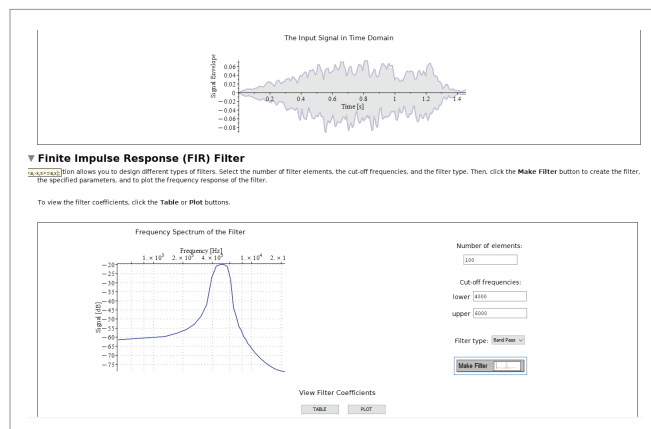 The Input Signal in Time Domain
Signal Envelope
0.06
0.04
0.02
0
−0.02
−0.04
−0.06
−0.08
0.2 0.4 0.6 0.8 1 1.2 1.4
Time [s]
▼ Finite Impulse Response (FIR) Filter
tion allows you to design different types of filters. Select the number of filter elements, the cut-off frequencies, and the filter type. Then, click the Make Filter button to create the filter,
the specified parameters, and to plot the frequency response of the filter.
To view the filter coefficients, click the Table or Plot buttons.
Frequency Spectrum of the Filter
Frequency [Hz]
1. × 10³ 2. × 10³ 4. × 10³ 1. × 10⁴ 2. × 1
Signal [dB]
−20
−25
−30
−35
−40
−45
−50
−55
−60
−65
−70
−75
Number of elements:
100
Cut-off frequencies:
lower 4000
upper 6000
Filter type: Band Pass
Make Filter
View Filter Coefficients
TABLE PLOT